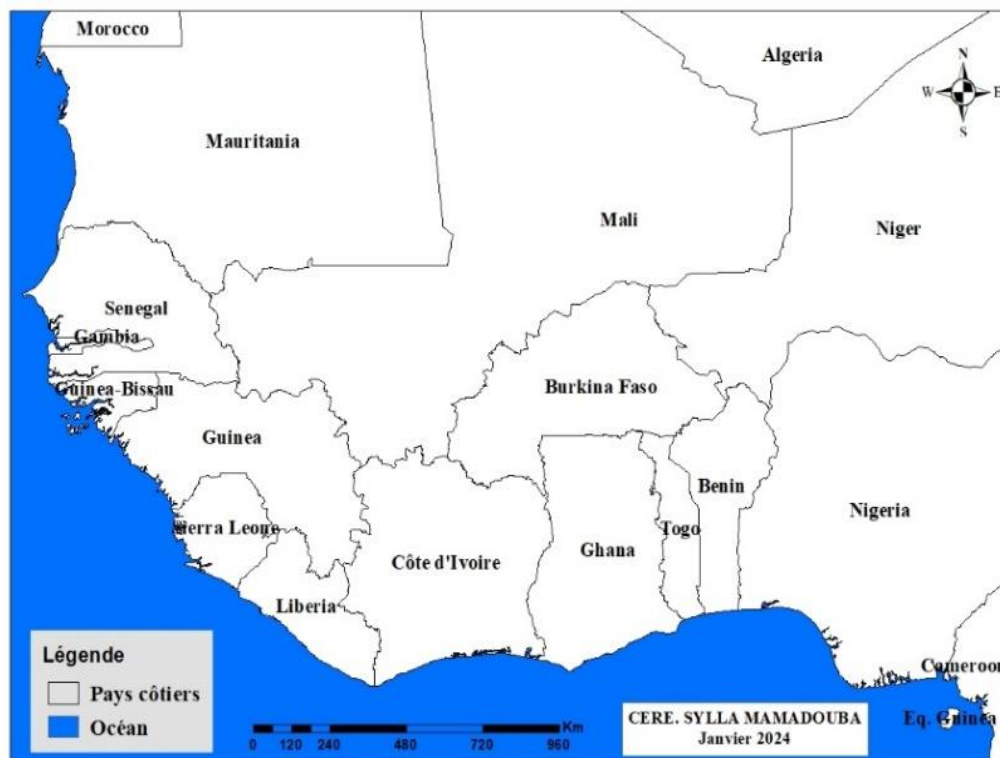 Morocco
Algeria
N
W E
S
Mauritania
Mali
Niger
Senegal
Gambia
Guinea-Bissau
Burkina Faso
Guinea
Benin
Nigeria
Sierra Leone
Togo
Ghana
Côte d'Ivoire
Liberia
Légende
Pays côtiers
Océan
Cameroon
Eq. Guinea
CERE. SYLLA MAMADOUBA
Janvier 2024
Km
0 120 240 480 720 960